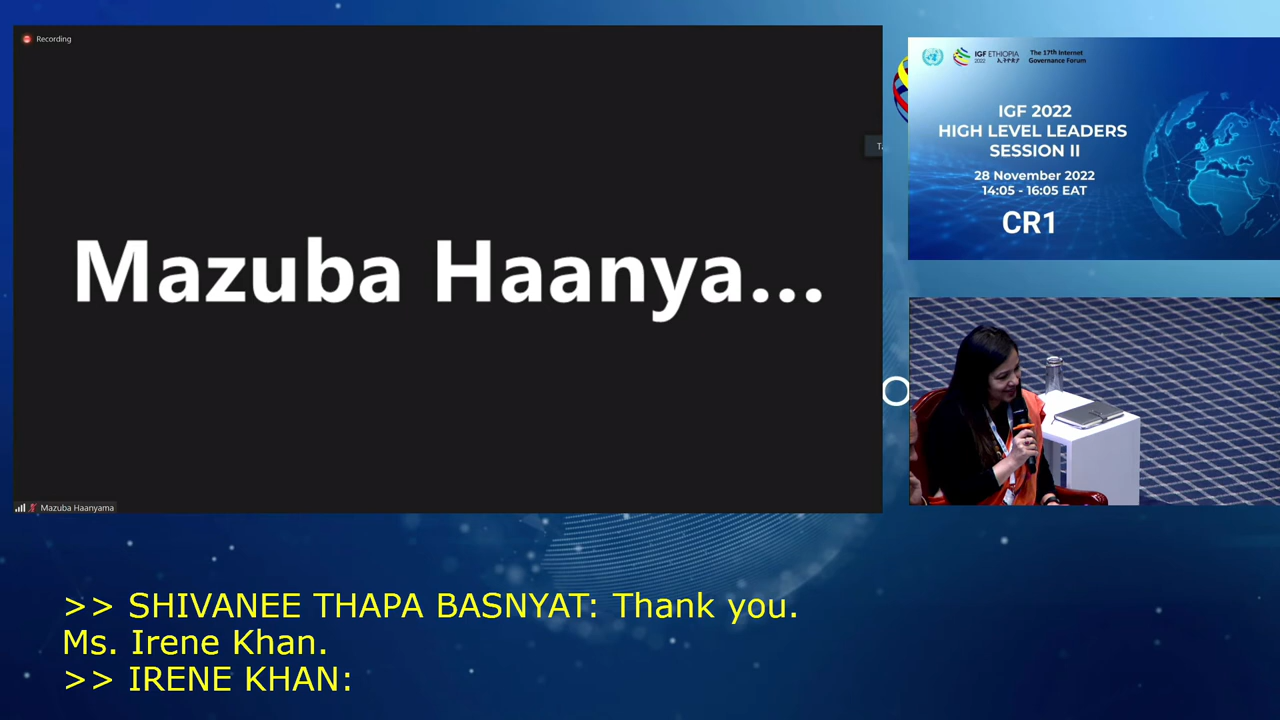 Recording
Mazuba Haanya...
Mazuba Haanyama
IGF ETHIOPIA
2022 ኢትዮጵያ
The 17th Internet
Governance Forum
IGF 2022
HIGH LEVEL LEADERS
SESSION II
28 November 2022
14:05 - 16:05 EAT
CR1
>> SHIVANEE THAPA BASNYAT: Thank you.
Ms. Irene Khan.
>> IRENE KHAN: